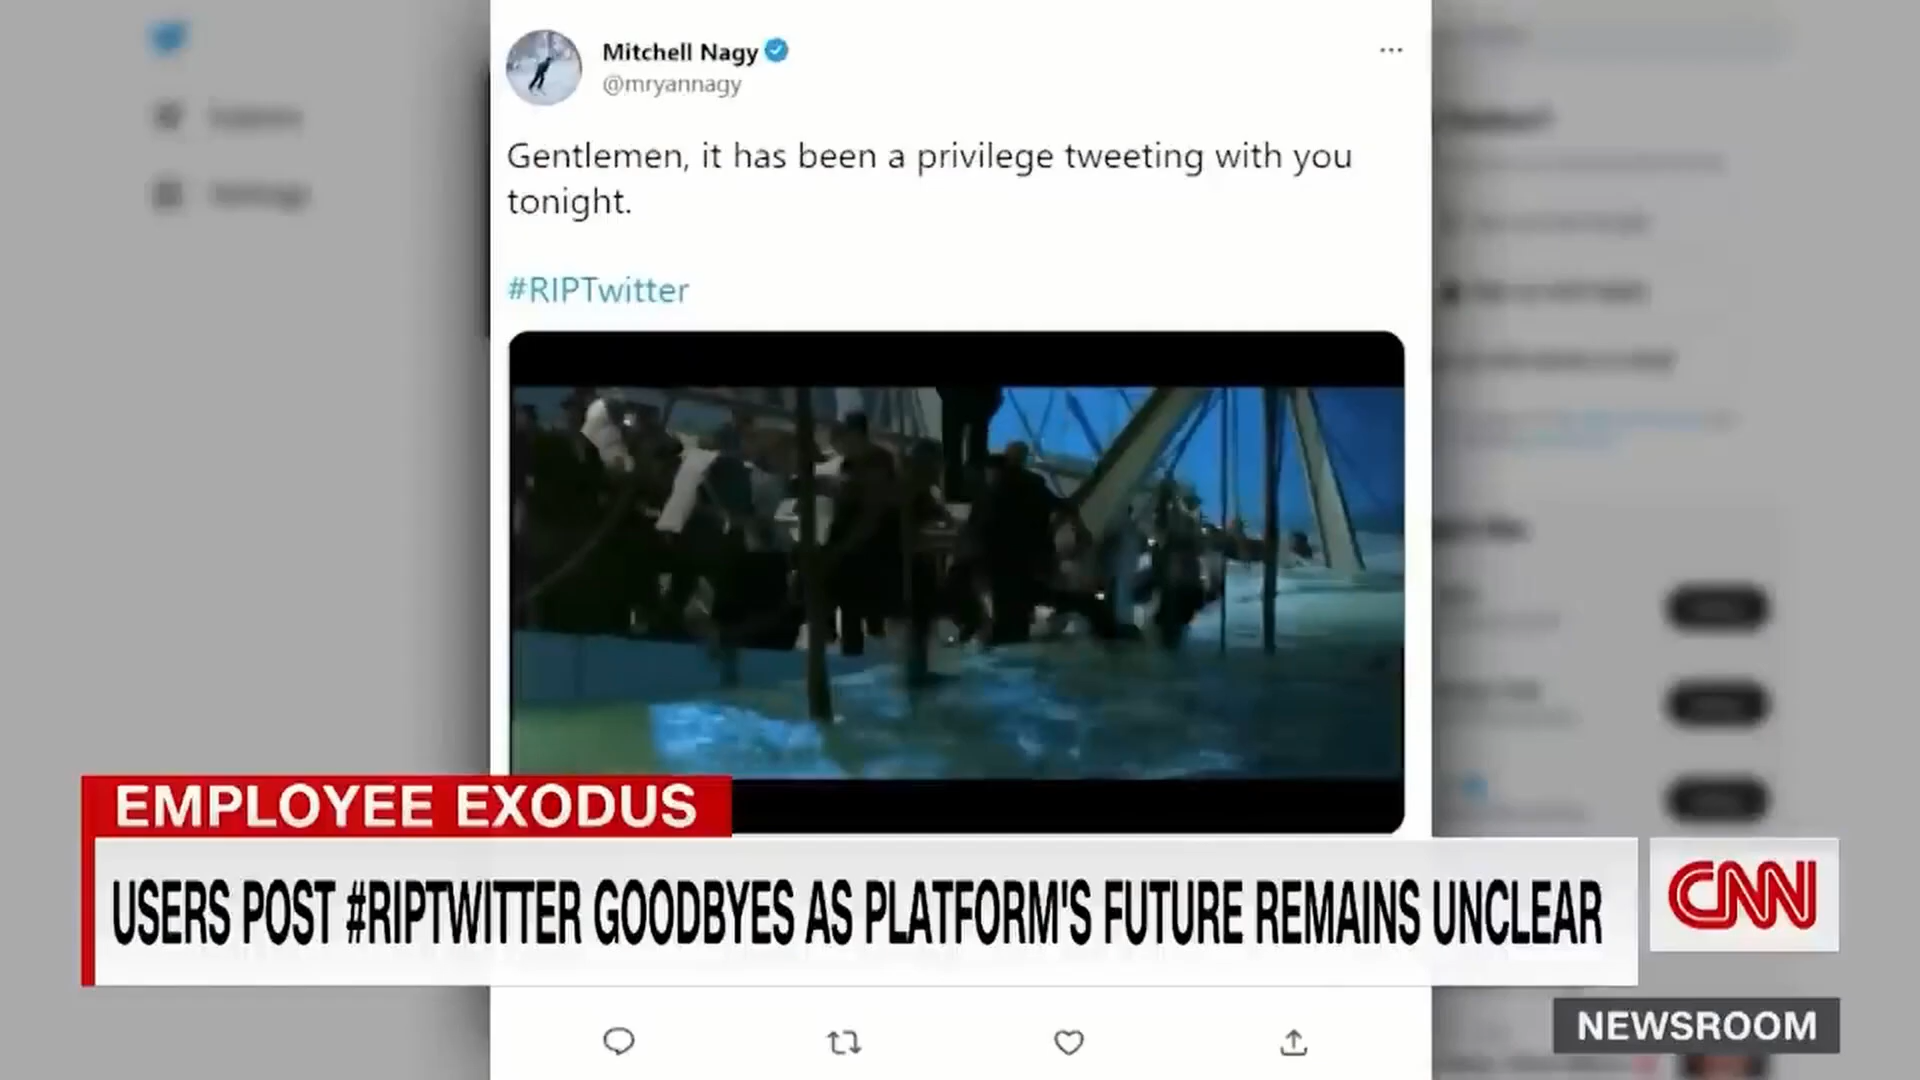 Mitchell Nagy
@mryannagy
Gentlemen, it has been a privilege tweeting with you
tonight.
#RIPTwitter
EMPLOYEE EXODUS
USERS POST #RIPTWITTER GOODBYES AS PLATFORM'S FUTURE REMAINS UNCLEAR
CNN
NEWSROOM